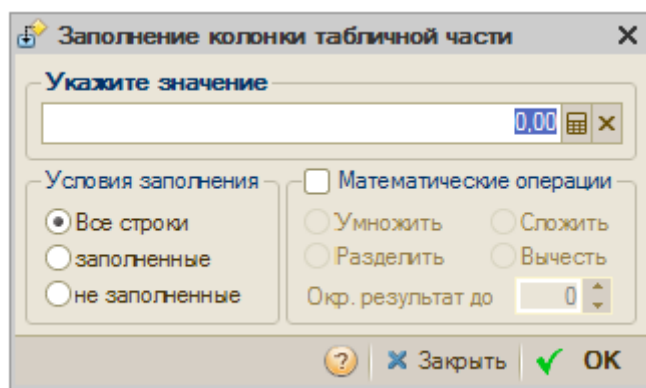 Заполнение колонки табличной части
Укажите значение
0,00
Условия заполнения
Все строки
заполненные
не заполненные
Математические операции
Умножить Сложить
Разделить Вычесть
Окр. результат до 0
? Закрыть OK